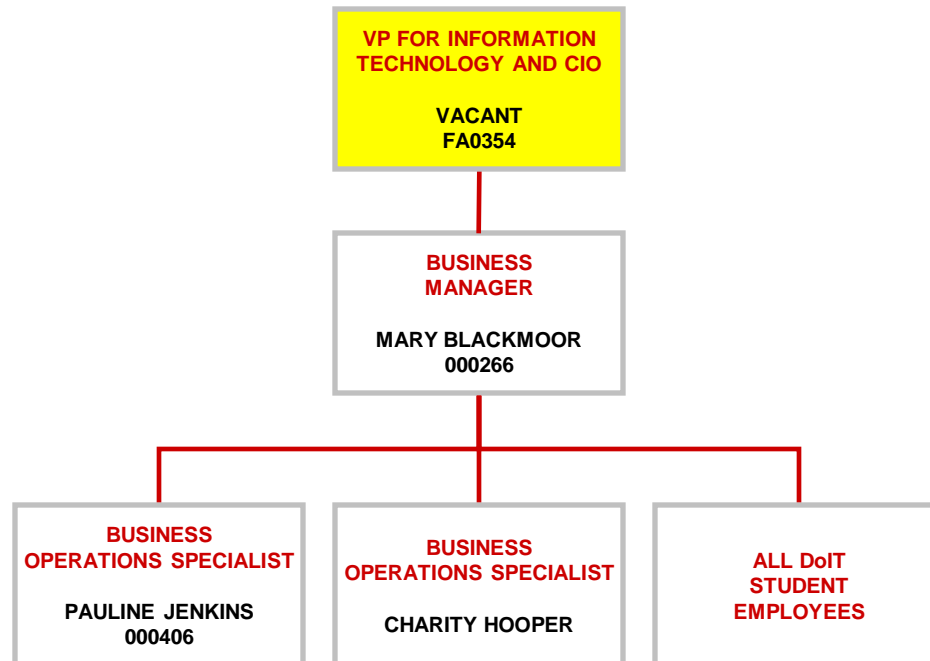 VP FOR INFORMATION
TECHNOLOGY AND CIO
VACANT
FA0354
BUSINESS
MANAGER
MARY BLACKMOOR
000266
BUSINESS
OPERATIONS SPECIALIST
PAULINE JENKINS
000406
BUSINESS
OPERATIONS SPECIALIST
CHARITY HOOPER
ALL DoIT
STUDENT
EMPLOYEES